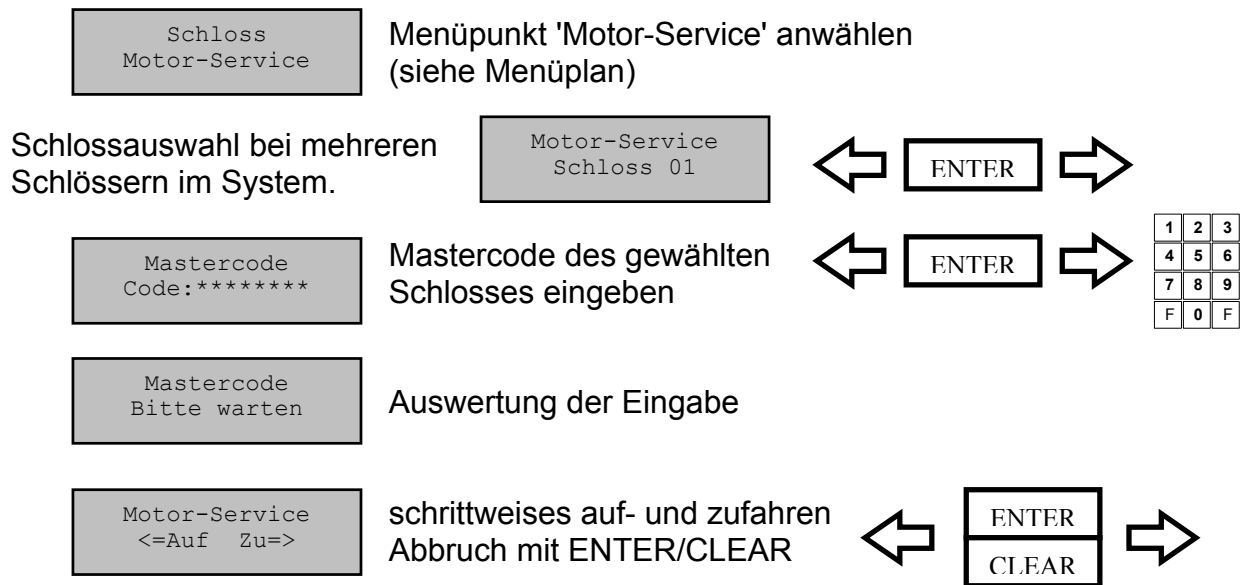 Schloss
Motor-Service
Menüpunkt 'Motor-Service' anwählen
(siehe Menüplan)
Schlossauswahl bei mehreren
Schlössern im System.
Motor-Service
Schloss 01
ENTER
Mastercode
Code:********
Mastercode des gewählten
Schlosses eingeben
ENTER
1 2 3
4 5 6
7 8 9
F 0 F
Mastercode
Bitte warten
Auswertung der Eingabe
Motor-Service
<=Auf Zu=>
schrittweises auf- und zufahren
Abbruch mit ENTER/CLEAR
ENTER
CLEAR